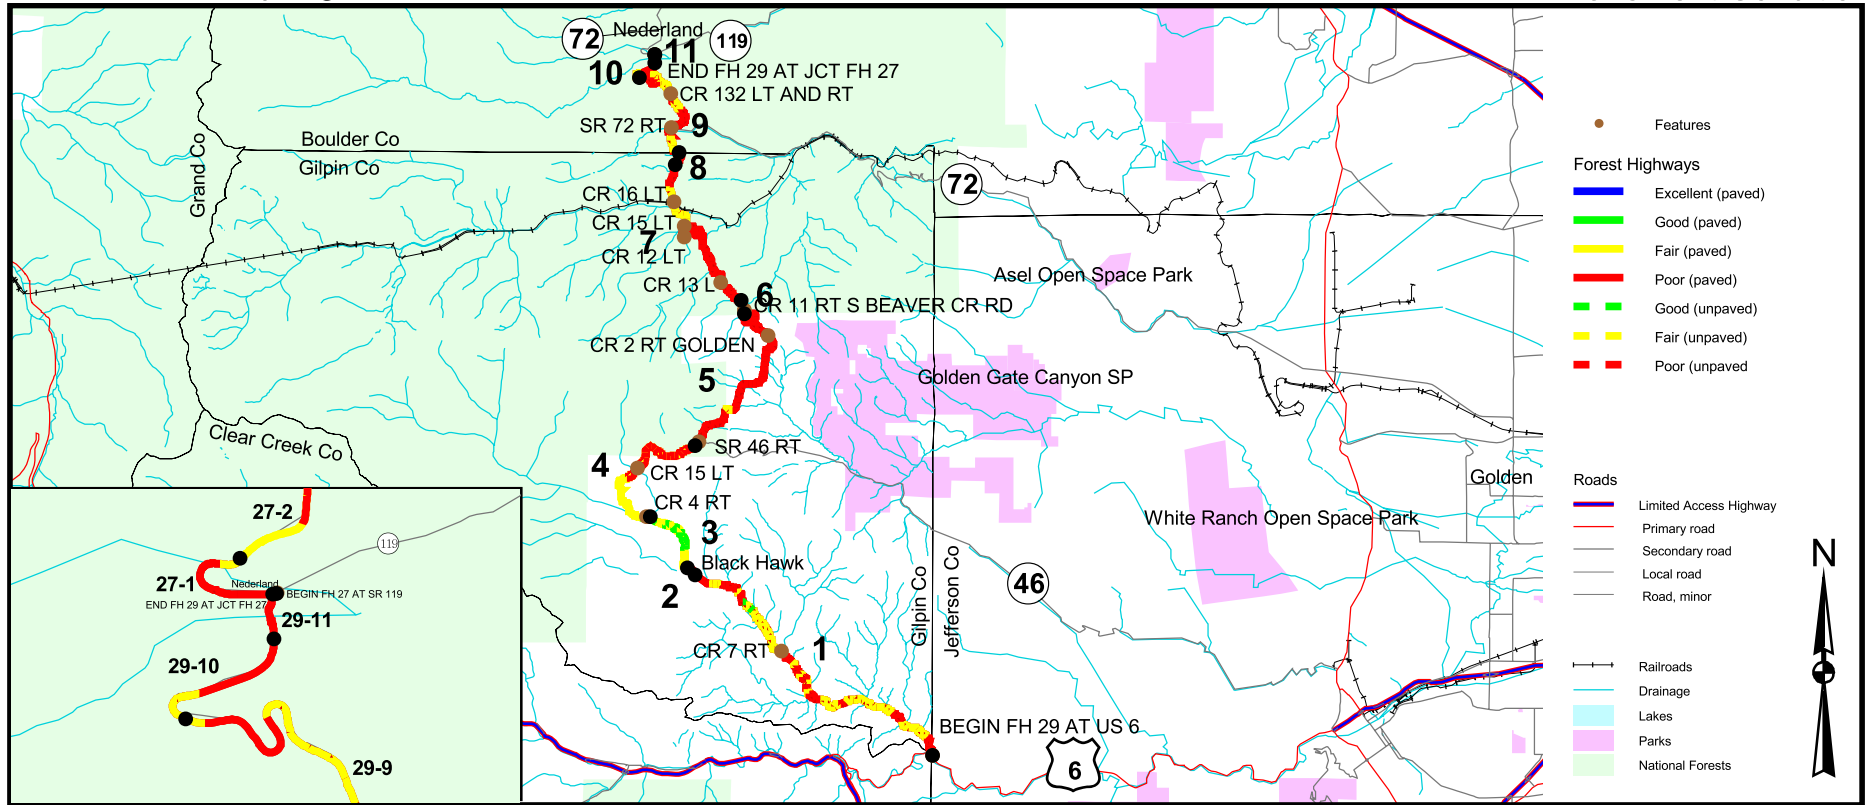 Nederland
72
119
11
10
END FH 29 AT JCT FH 27
CR 132 LT AND RT
SR 72 RT
9
Boulder Co
Gilpin Co
Grand Co
8
72
CR 16 LT
CR 15 LT
7
CR 12 LT
CR 13 L
6
CR 11 RT S BEAVER CR RD
Asel Open Space Park
CR 2 RT GOLDEN
5
Golden Gate Canyon SP
Clear Creek Co
SR 46 RT
4
CR 15 LT
CR 4 RT
3
Golden
White Ranch Open Space Park
Black Hawk
2
46
Gilpin Co
Jefferson Co
CR 7 RT
1
BEGIN FH 29 AT US 6
6
27-2
119
27-1
Nederland
BEGIN FH 27 AT SR 119
END FH 29 AT JCT FH 27
29-11
29-10
29-9
Features
Forest Highways
Excellent (paved)
Good (paved)
Fair (paved)
Poor (paved)
Good (unpaved)
Fair (unpaved)
Poor (unpaved
Roads
Limited Access Highway
Primary road
Secondary road
Local road
Road, minor
N
Railroads
Drainage
Lakes
Parks
National Forests